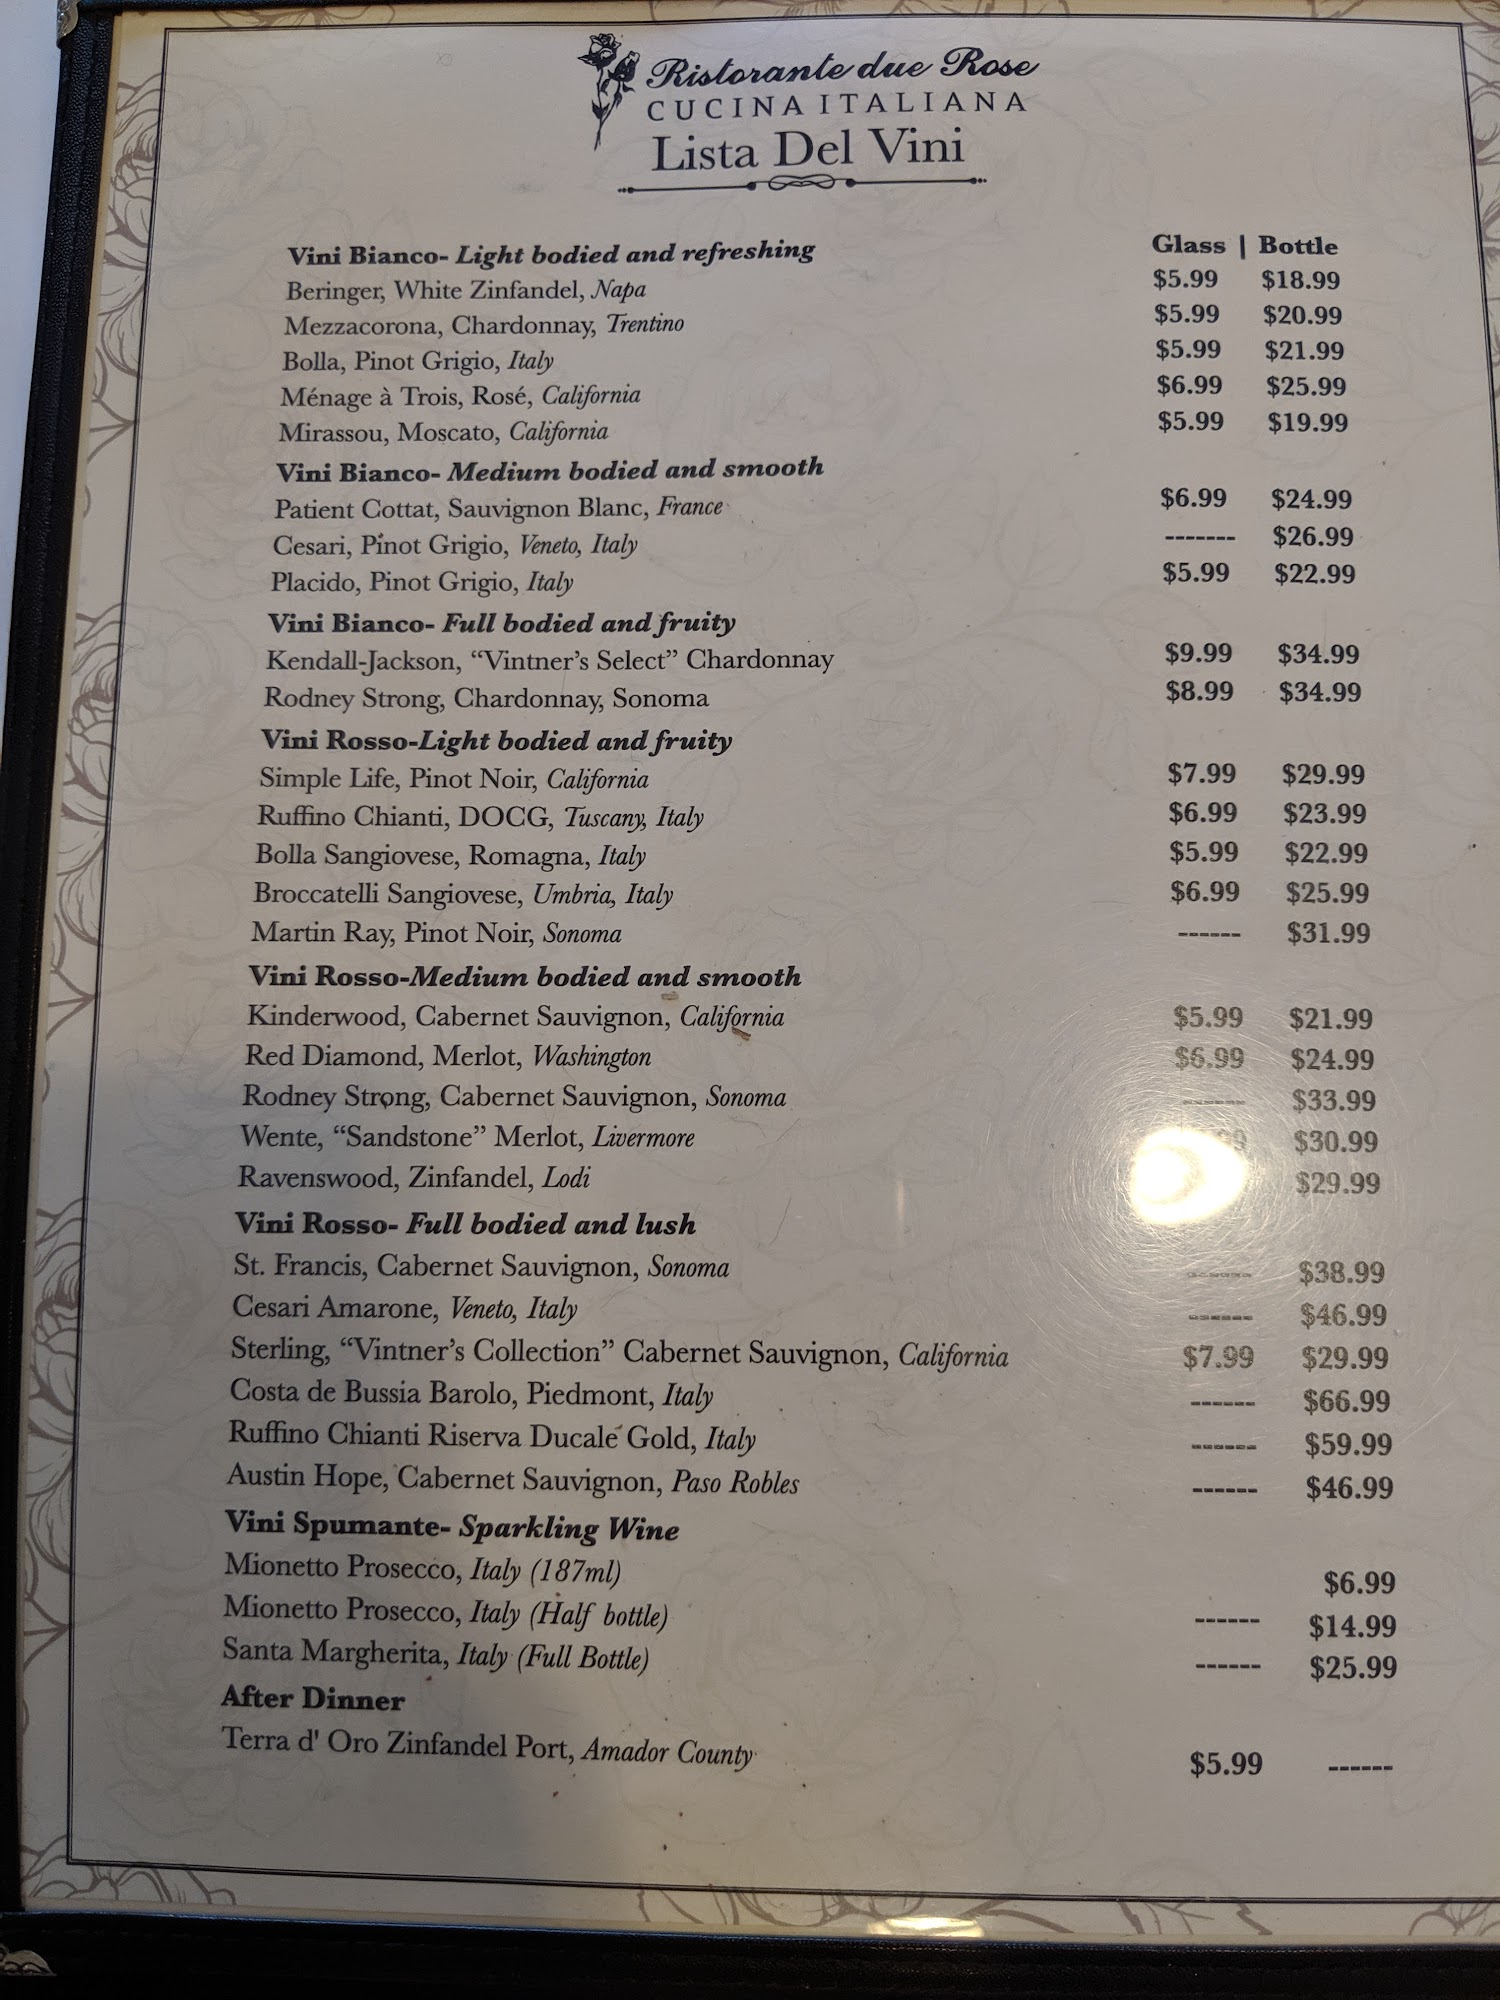 Ristorante due Rose
CUCINA ITALIANA
Lista Del Vini
Glass | Bottle
Vini Bianco- Light bodied and refreshing
Beringer, White Zinfandel, Napa $5.99 $18.99
Mezzacorona, Chardonnay, Trentino $5.99 $20.99
Bolla, Pinot Grigio, Italy $5.99 $21.99
Ménage à Trois, Rosé, California $6.99 $25.99
Mirassou, Moscato, California $5.99 $19.99
Vini Bianco- Medium bodied and smooth
Patient Cottat, Sauvignon Blanc, France $6.99 $24.99
Cesari, Pinot Grigio, Veneto, Italy ------- $26.99
Placido, Pinot Grigio, Italy $5.99 $22.99
Vini Bianco- Full bodied and fruity
Kendall-Jackson, “Vintner’s Select” Chardonnay $9.99 $34.99
Rodney Strong, Chardonnay, Sonoma $8.99 $34.99
Vini Rosso-Light bodied and fruity
Simple Life, Pinot Noir, California $7.99 $29.99
Ruffino Chianti, DOCG, Tuscany, Italy $6.99 $23.99
Bolla Sangiovese, Romagna, Italy $5.99 $22.99
Broccatelli Sangiovese, Umbria, Italy $6.99 $25.99
Martin Ray, Pinot Noir, Sonoma ------ $31.99
Vini Rosso-Medium bodied and smooth
Kinderwood, Cabernet Sauvignon, California $5.99 $21.99
Red Diamond, Merlot, Washington $6.99 $24.99
Rodney Strong, Cabernet Sauvignon, Sonoma ------ $33.99
Wente, “Sandstone” Merlot, Livermore $30.99
Ravenswood, Zinfandel, Lodi $29.99
Vini Rosso- Full bodied and lush
St. Francis, Cabernet Sauvignon, Sonoma ------ $38.99
Cesari Amarone, Veneto, Italy ------ $46.99
Sterling, “Vintner’s Collection” Cabernet Sauvignon, California $7.99 $29.99
Costa de Bussia Barolo, Piedmont, Italy ------ $66.99
Ruffino Chianti Riserva Ducale Gold, Italy ------ $59.99
Austin Hope, Cabernet Sauvignon, Paso Robles ------ $46.99
Vini Spumante- Sparkling Wine
Mionetto Prosecco, Italy (187ml) $6.99
Mionetto Prosecco, Italy (Half bottle) ------ $14.99
Santa Margherita, Italy (Full Bottle) ------ $25.99
After Dinner
Terra d' Oro Zinfandel Port, Amador County $5.99 ------